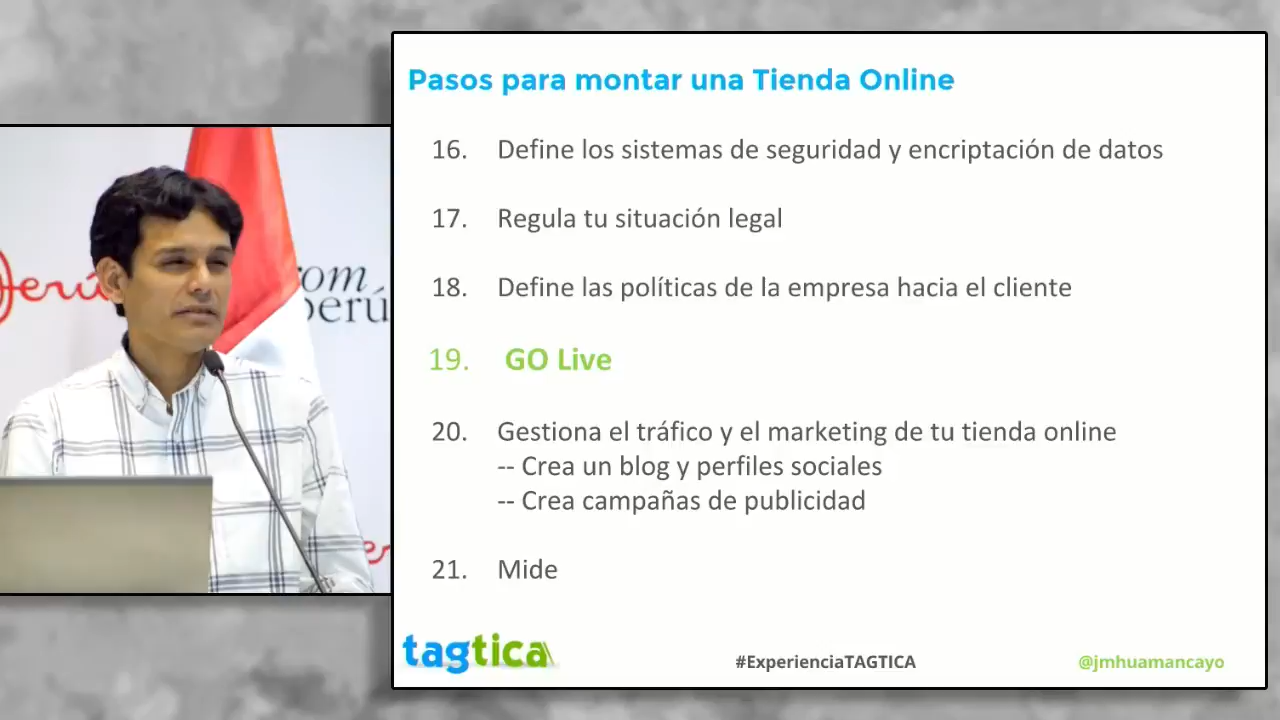 Pasos para montar una Tienda Online
16. Define los sistemas de seguridad y encriptación de datos
17. Regula tu situación legal
18. Define las políticas de la empresa hacia el cliente
19. GO Live
20. Gestiona el tráfico y el marketing de tu tienda online
-- Crea un blog y perfiles sociales
-- Crea campañas de publicidad
21. Mide
tagtica
#ExperienciaTAGTICA
@jmhuamancayo
perú